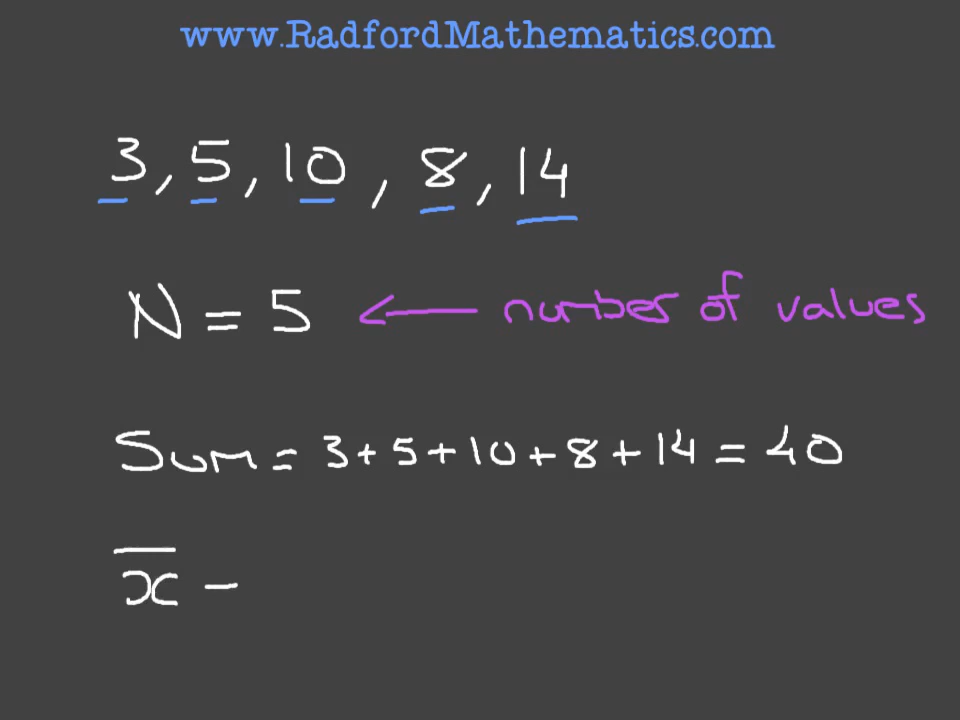 www.RadfordMathematics.com
3, 5, 10, 8, 14
N = 5 ← number of values
Sum = 3 + 5 + 10 + 8 + 14 = 40
x̄ −